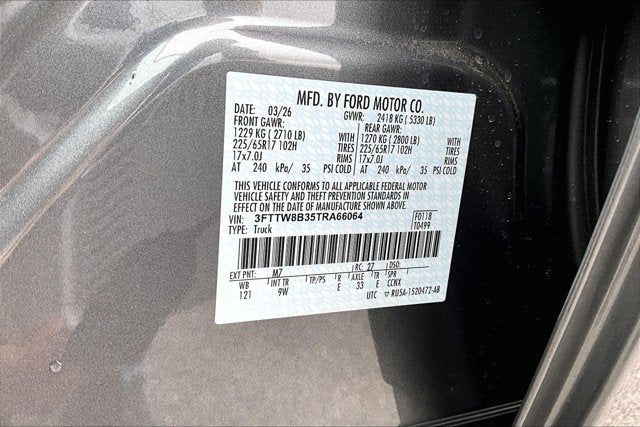 MFD. BY FORD MOTOR CO.
DATE: 03/26 GVWR: 2418 KG ( 5330 LB)
FRONT GAWR: REAR GAWR:
1229 KG ( 2710 LB) WITH 1270 KG ( 2800 LB) WITH
225/65R17 102H TIRES 225/65R17 102H TIRES
17x7.0J RIMS 17x7.0J RIMS
AT 240 kPa/ 35 PSI COLD AT 240 kPa/ 35 PSI COLD
THIS VEHICLE CONFORMS TO ALL APPLICABLE FEDERAL MOTOR
VEHICLE SAFETY AND THEFT PREVENTION STANDARDS IN
EFFECT ON THE DATE OF MANUFACTURE SHOWN ABOVE.
VIN: 3FTTW8B35TRA66064 F0118
TYPE: Truck T0499
EXT PNT: M7 RC: 27 DSO:
WB INT TR TP/PS R AXLE TR SPR
121 9W E 33 E CCNX
UTC ▽ RU5A-1520472-AB